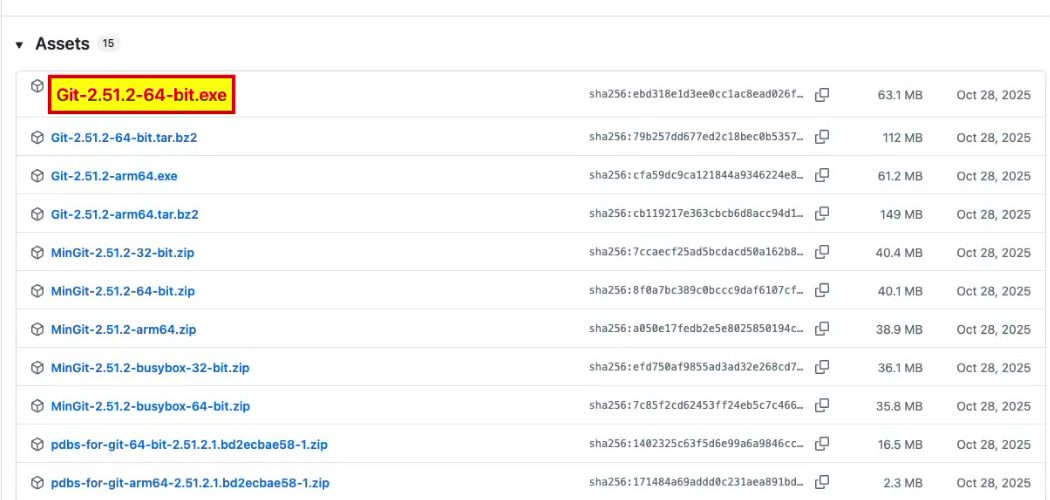 Assets 15
Git-2.51.2-64-bit.exe sha256:ebd318e1d3ee0cc1ac8ead026f… 63.1 MB Oct 28, 2025
Git-2.51.2-64-bit.tar.bz2 sha256:79b257dd677ed2c18bec0b5357… 112 MB Oct 28, 2025
Git-2.51.2-arm64.exe sha256:cfa59dc9ca121844a9346224e8… 61.2 MB Oct 28, 2025
Git-2.51.2-arm64.tar.bz2 sha256:cb119217e363cbcb6d8acc94d1… 149 MB Oct 28, 2025
MinGit-2.51.2-32-bit.zip sha256:7ccaecf25ad5bcdacd50a162b8… 40.4 MB Oct 28, 2025
MinGit-2.51.2-64-bit.zip sha256:8f0a7bc389c0bccc9daf6107cf… 40.1 MB Oct 28, 2025
MinGit-2.51.2-arm64.zip sha256:a050e17fedb2e5e8025850194c… 38.9 MB Oct 28, 2025
MinGit-2.51.2-busybox-32-bit.zip sha256:efd750af9855ad3ad32e268cd7… 36.1 MB Oct 28, 2025
MinGit-2.51.2-busybox-64-bit.zip sha256:7c85f2cd62453ff24eb5c7c466… 35.8 MB Oct 28, 2025
pdbs-for-git-64-bit-2.51.2.1.bd2ecbae58-1.zip sha256:1402325c63f5d6e99a6a9846cc… 16.5 MB Oct 28, 2025
pdbs-for-git-arm64-2.51.2.1.bd2ecbae58-1.zip sha256:171484a69addd0c231aea891bd… 2.3 MB Oct 28, 2025